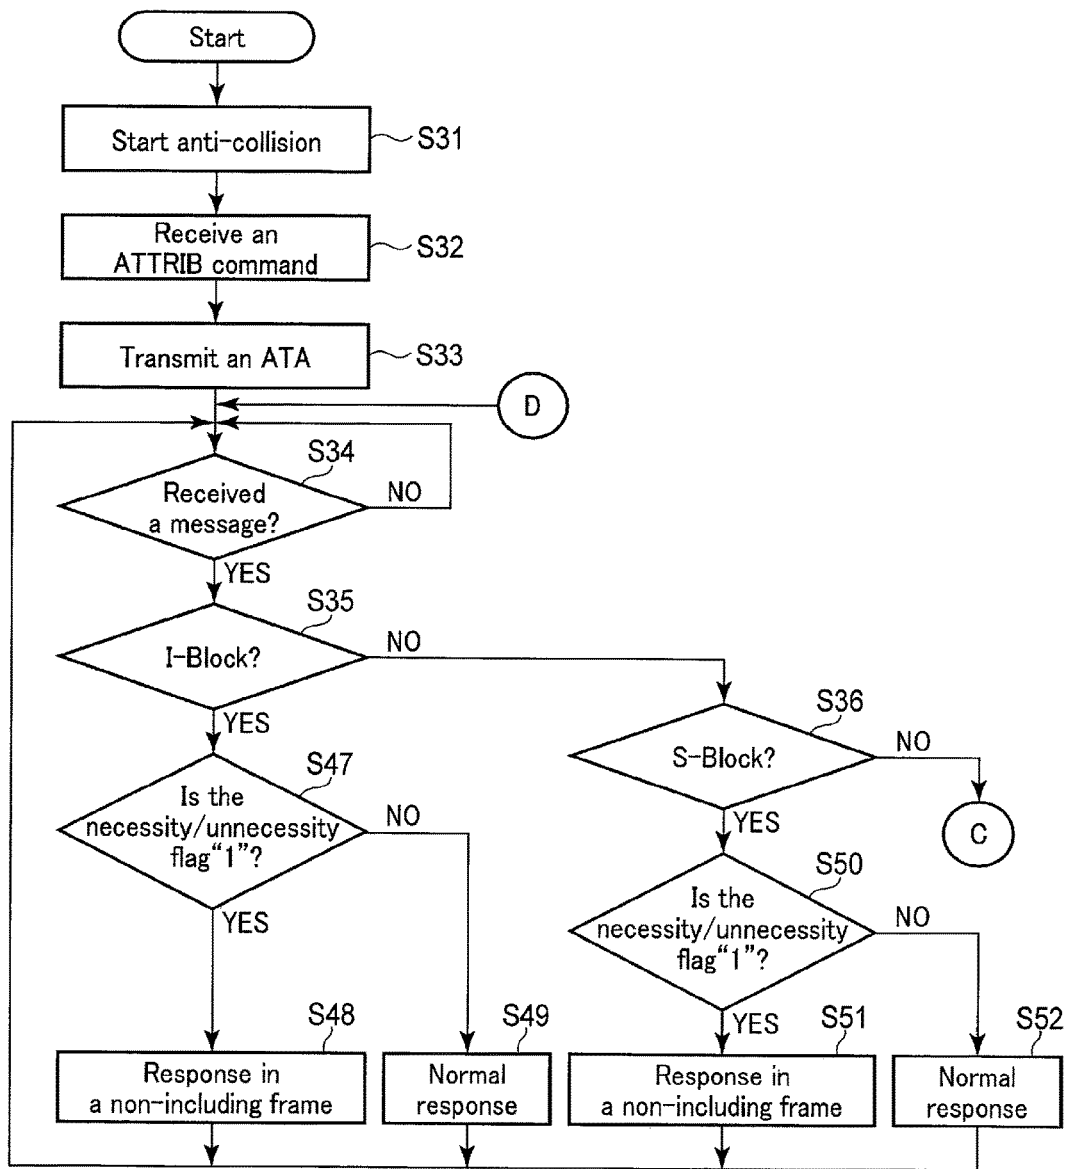 Start
Start anti-collision
S31
Receive an
ATTRIB command
S32
Transmit an ATA
S33
D
S34
Received
a message?
NO
YES
S35
I-Block?
NO
YES
S36
S-Block?
NO
YES
C
S47
Is the
necessity/unnecessity
flag“1”?
NO
YES
S50
Is the
necessity/unnecessity
flag“1”?
NO
YES
S48
Response in
a non-including frame
S49
Normal
response
S51
Response in
a non-including frame
S52
Normal
response